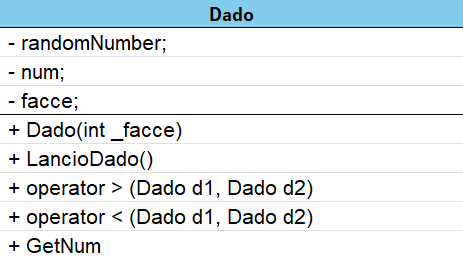 Dado
- randomNumber;
- num;
- facce;
+ Dado(int _facce)
+ LancioDado()
+ operator > (Dado d1, Dado d2)
+ operator < (Dado d1, Dado d2)
+ GetNum